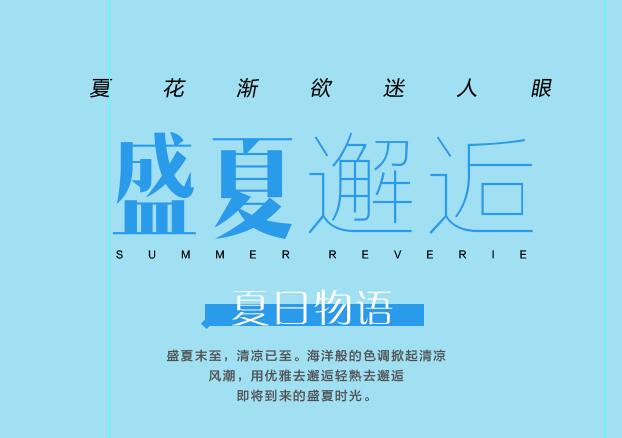 夏花渐欲迷人眼
盛夏邂逅
SUMMER REVERIE
夏日物语
盛夏末至，清凉已至。海洋般的色调掀起清凉
风潮，用优雅去邂逅轻熟去邂逅
即将到来的盛夏时光。